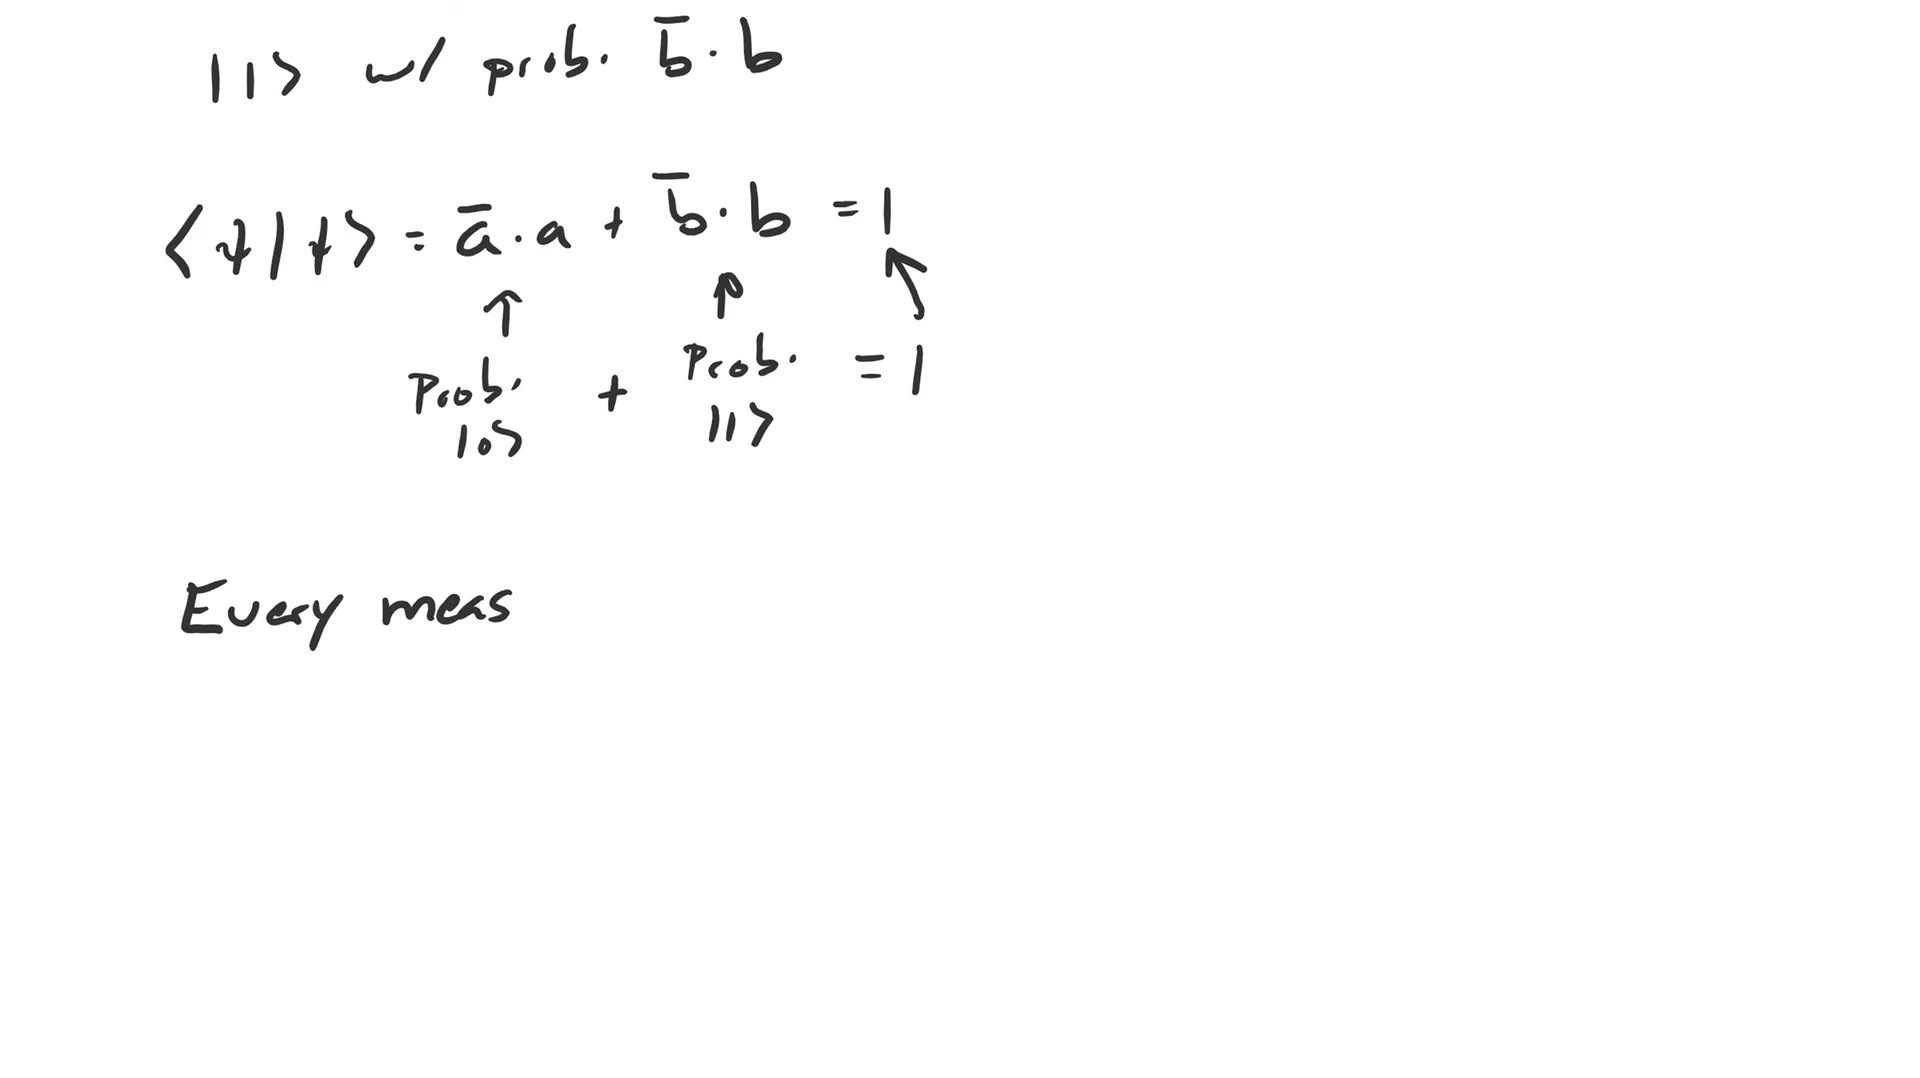 |1> w/ prob. b̅·b
<ψ|ψ> = a̅·a + b̅·b = 1
↑ ↑
Prob. + Prob. = 1
|0> |1>
Every meas